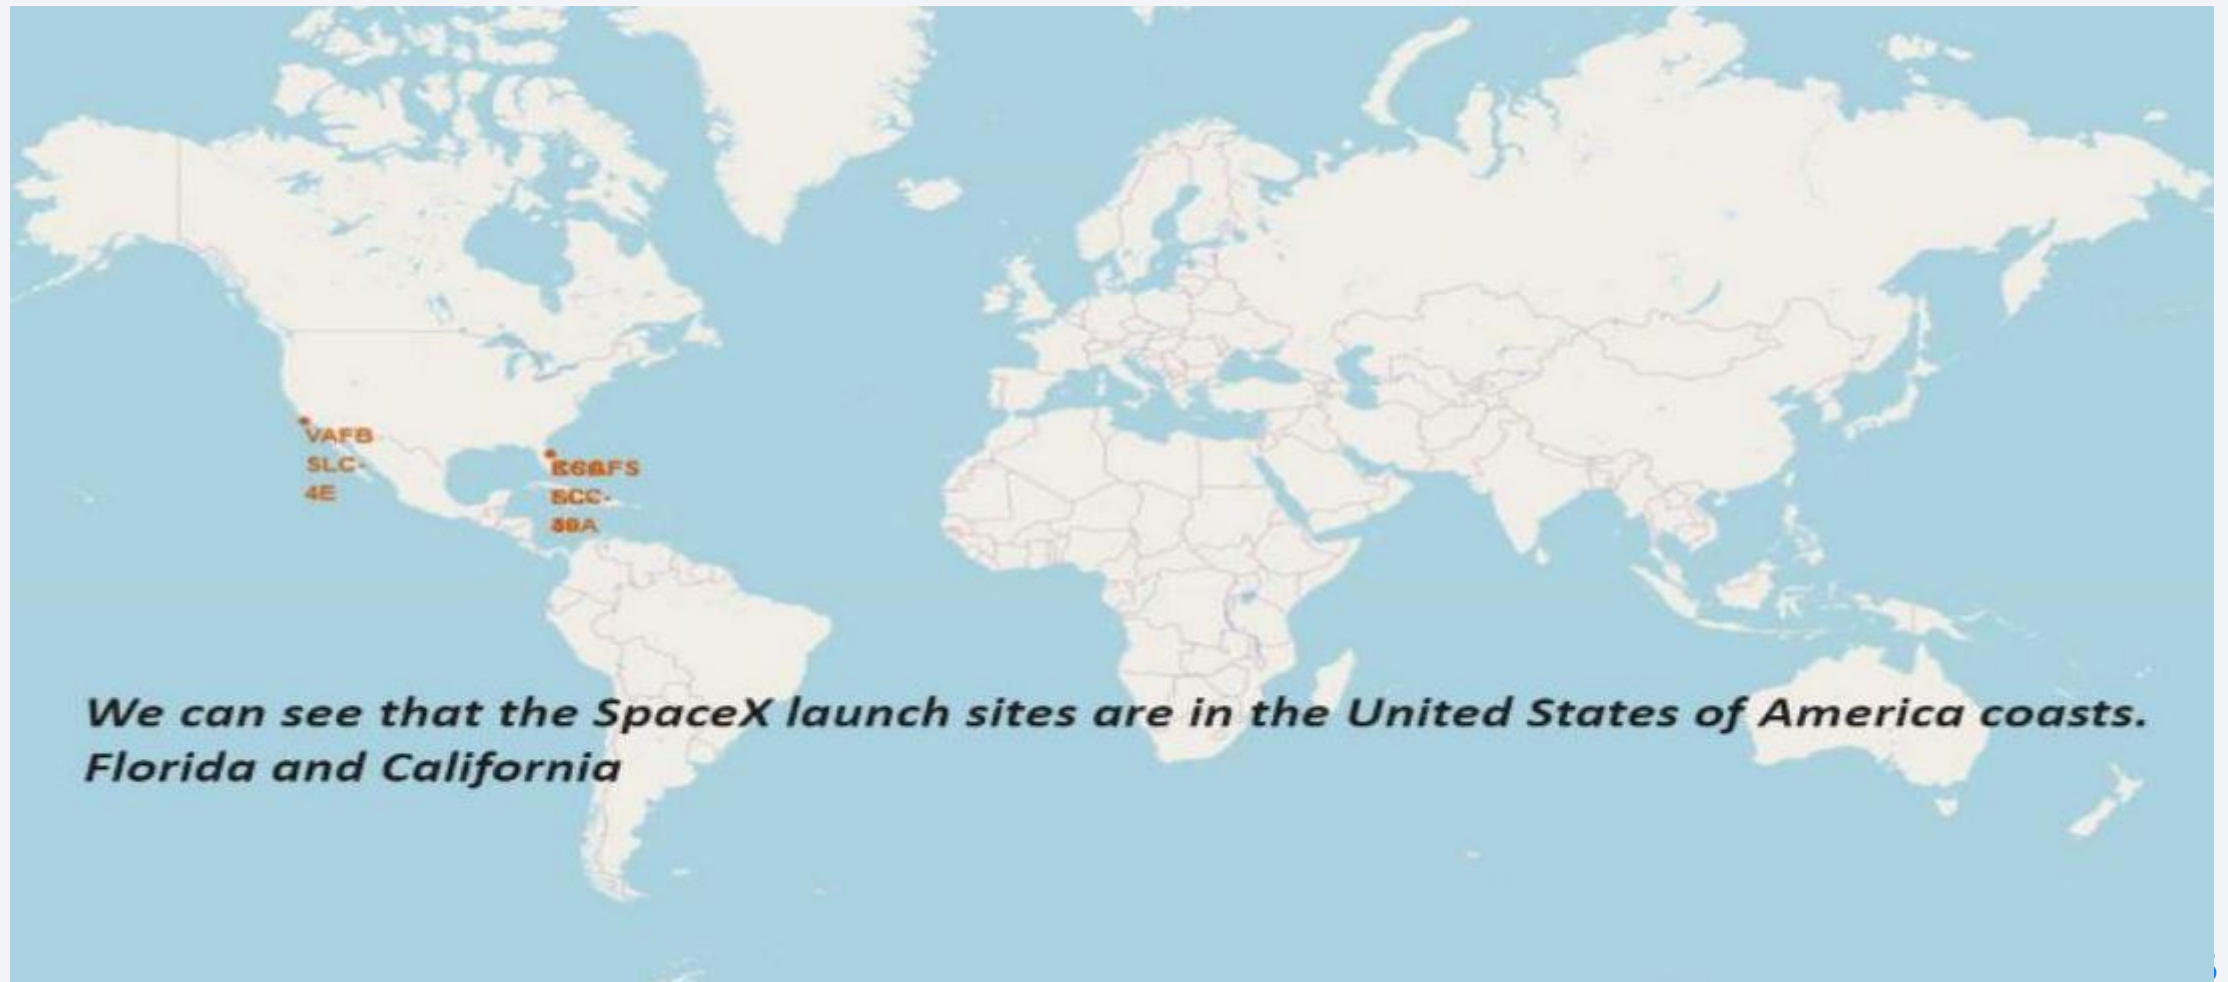 VAFB
SLC-
4E
We can see that the SpaceX launch sites are in the United States of America coasts.
Florida and California